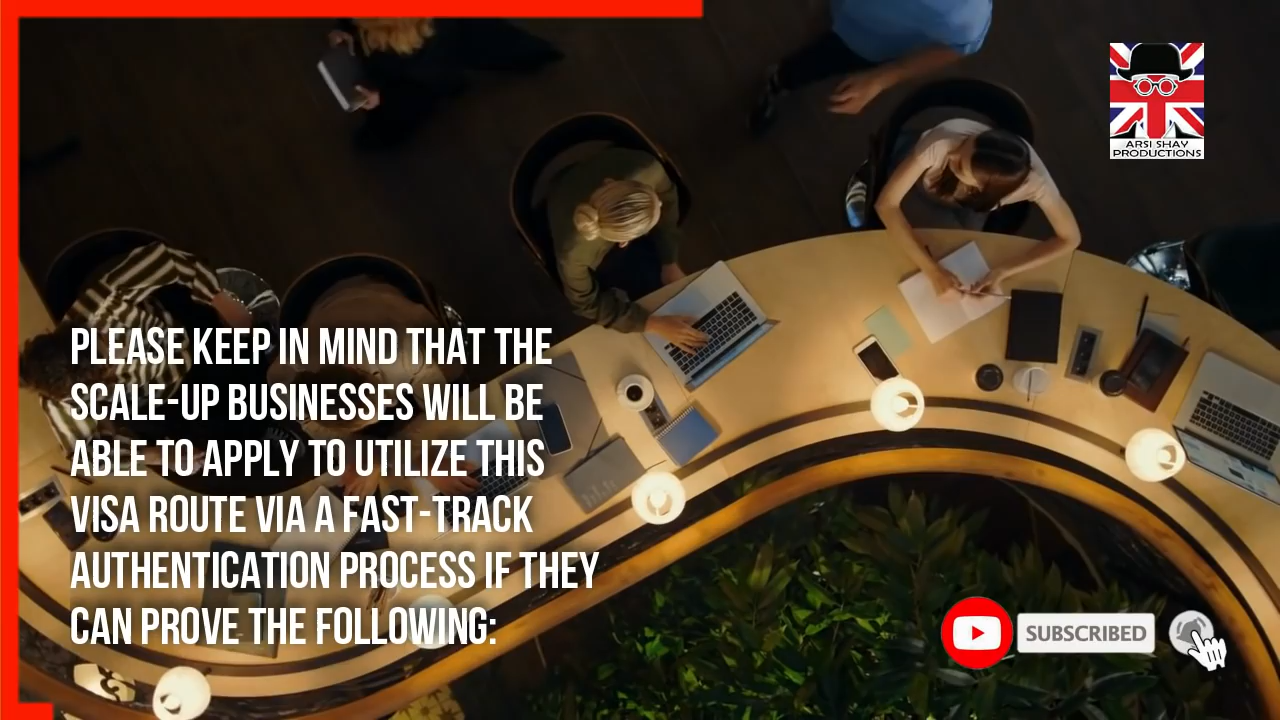 ARSI SHAY
PRODUCTIONS
PLEASE KEEP IN MIND THAT THE
SCALE-UP BUSINESSES WILL BE
ABLE TO APPLY TO UTILIZE THIS
VISA ROUTE VIA A FAST-TRACK
AUTHENTICATION PROCESS IF THEY
CAN PROVE THE FOLLOWING:
SUBSCRIBED